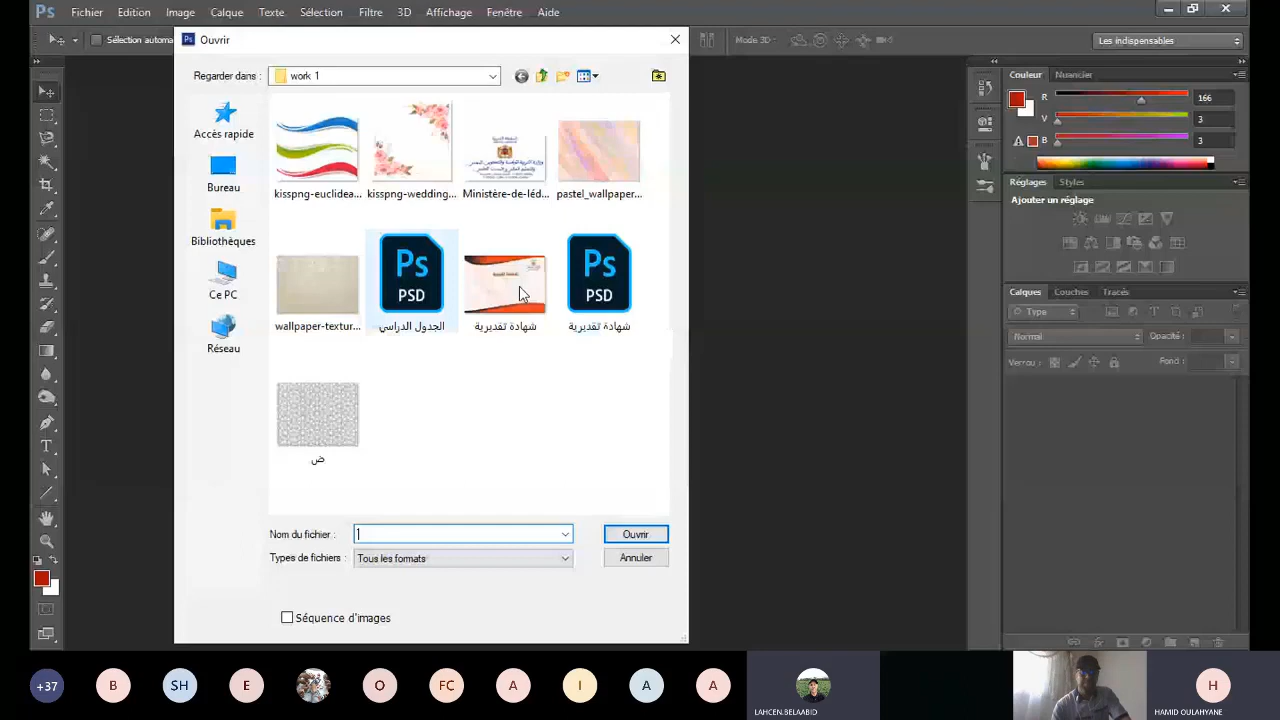 Ps Fichier Edition Image Calque Texte Sélection Filtre 3D Affichage Fenêtre Aide
Sélection automa
Mode 3D :
Les indispensables
Ps Ouvrir
Regarder dans : work 1
Accès rapide
Bureau
Bibliothèques
Ce PC
Réseau
kisspng-euclidea... kisspng-wedding... Ministère-de-léd... pastel_wallpaper...
Ps PSD
Ps PSD
wallpaper-textur... الجدول الدراسي شهادة تقديرية شهادة تقديرية
ض
Nom du fichier : 1
Ouvrir
Types de fichiers : Tous les formats
Annuler
Séquence d'images
Couleur Nuancier
R 166
V 3
B 3
Réglages Styles
Ajouter un réglage
Calques Couches Tracés
Type
Normal Opacité :
Verrou : Fond :
+37 B SH E O FC A I A A
LAHCEN.BELAABID
H
HAMID OULAHYANE